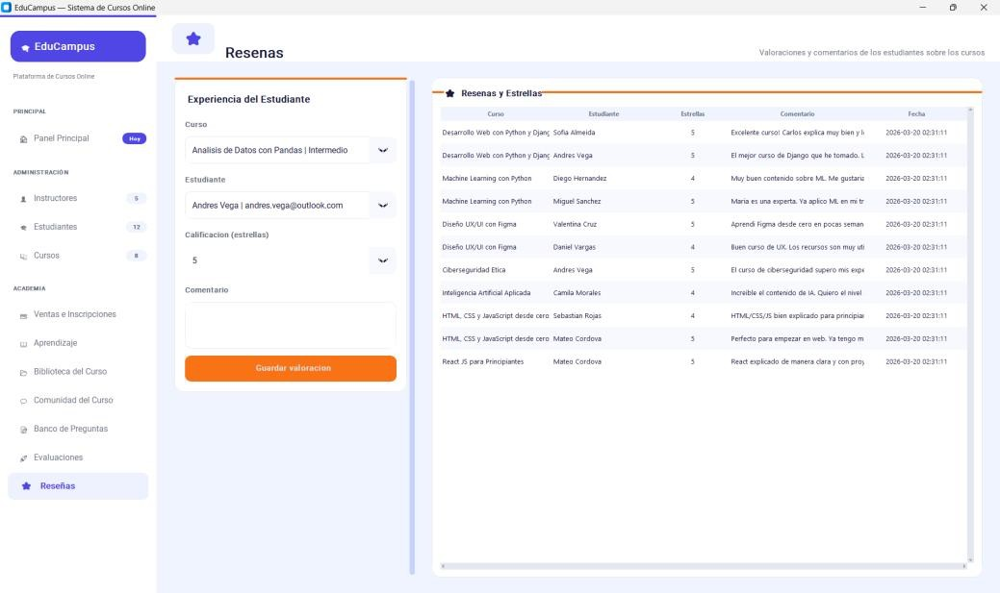 EduCampus — Sistema de Cursos Online
EduCampus
Plataforma de Cursos Online
PRINCIPAL
Panel Principal Hoy
ADMINISTRACIÓN
Instructores 5
Estudiantes 12
Cursos 8
ACADEMIA
Ventas e Inscripciones
Aprendizaje
Biblioteca del Curso
Comunidad del Curso
Banco de Preguntas
Evaluaciones
Reseñas
Resenas
Valoraciones y comentarios de los estudiantes sobre los cursos
Experiencia del Estudiante
Curso
Analisis de Datos con Pandas | Intermedio
Estudiante
Andres Vega | andres.vega@outlook.com
Calificacion (estrellas)
5
Comentario
Guardar valoracion
Resenas y Estrellas
Curso Estudiante Estrellas Comentario Fecha
Desarrollo Web con Python y Djang Sofia Almeida 5 Excelente curso! Carlos explica muy bien y l 2026-03-20 02:31:11
Desarrollo Web con Python y Djang Andres Vega 5 El mejor curso de Django que he tomado. L 2026-03-20 02:31:11
Machine Learning con Python Diego Hernandez 4 Muy buen contenido sobre ML. Me gustaria 2026-03-20 02:31:11
Machine Learning con Python Miguel Sanchez 5 Maria es una experta. Ya aplico ML en mi tr 2026-03-20 02:31:11
Diseño UX/UI con Figma Valentina Cruz 5 Aprendi Figma desde cero en pocas seman 2026-03-20 02:31:11
Diseño UX/UI con Figma Daniel Vargas 4 Buen curso de UX. Los recursos son muy uti 2026-03-20 02:31:11
Ciberseguridad Etica Andres Vega 5 El curso de ciberseguridad supero mis expe 2026-03-20 02:31:11
Inteligencia Artificial Aplicada Camila Morales 4 Increible el contenido de IA. Quiero el nivel 2026-03-20 02:31:11
HTML, CSS y JavaScript desde cero Sebastian Rojas 4 HTML/CSS/JS bien explicado para principian 2026-03-20 02:31:11
HTML, CSS y JavaScript desde cero Mateo Cordova 5 Perfecto para empezar en web. Ya tengo m 2026-03-20 02:31:11
React JS para Principiantes Mateo Cordova 5 React explicado de manera clara y con proy 2026-03-20 02:31:11